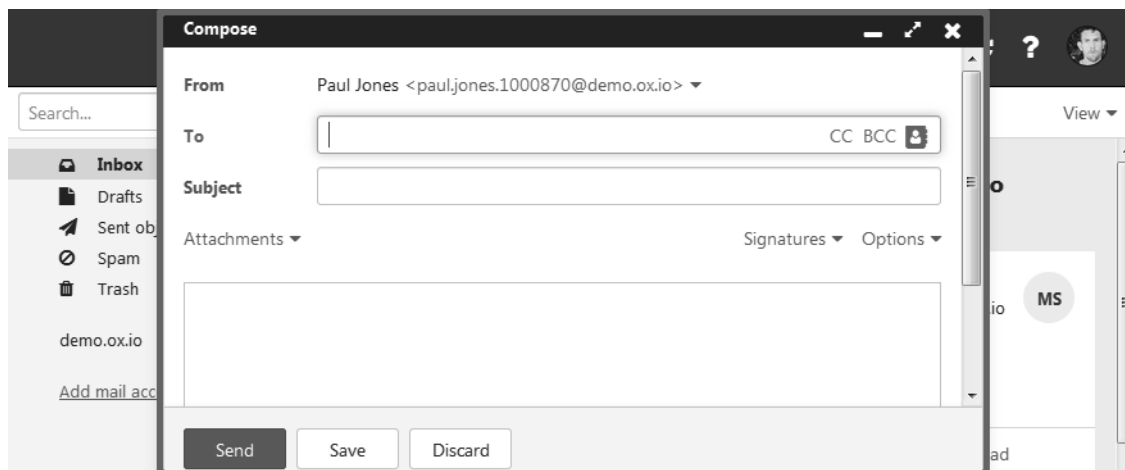 Compose
From Paul Jones <paul.jones.1000870@demo.ox.io>
Search... View
To CC BCC
Inbox
Subject
Drafts
Sent obj
Attachments Signatures Options
Spam
Trash
MS
io
demo.ox.io
Add mail acc
Send Save Discard
ad